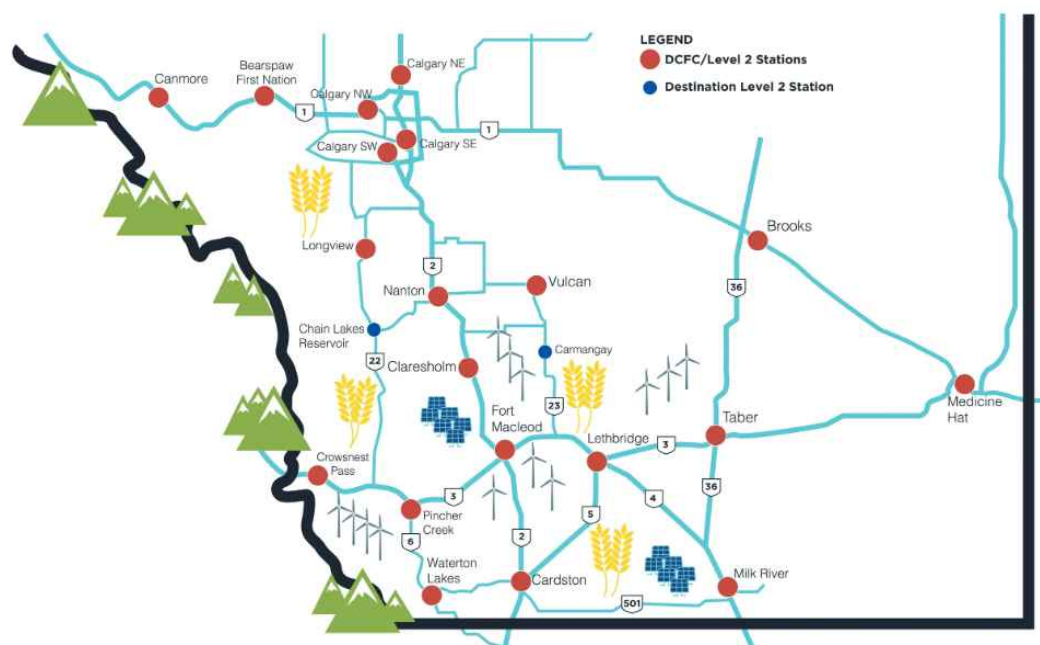 LEGEND
DCFC/Level 2 Stations
Destination Level 2 Station
Calgary NE
Canmore
Bearspaw
First Nation
Calgary NW
1
1
Calgary SW
Calgary SE
Longview
2
Brooks
Nanton
Vulcan
36
Chain Lakes
Reservoir
22
Carmangay
Claresholm
23
Medicine
Hat
Fort
Macleod
Lethbridge
3
Taber
Crowsnest
Pass
3
Pincher
Creek
6
5
4
36
2
Waterton
Lakes
Cardston
Milk River
501